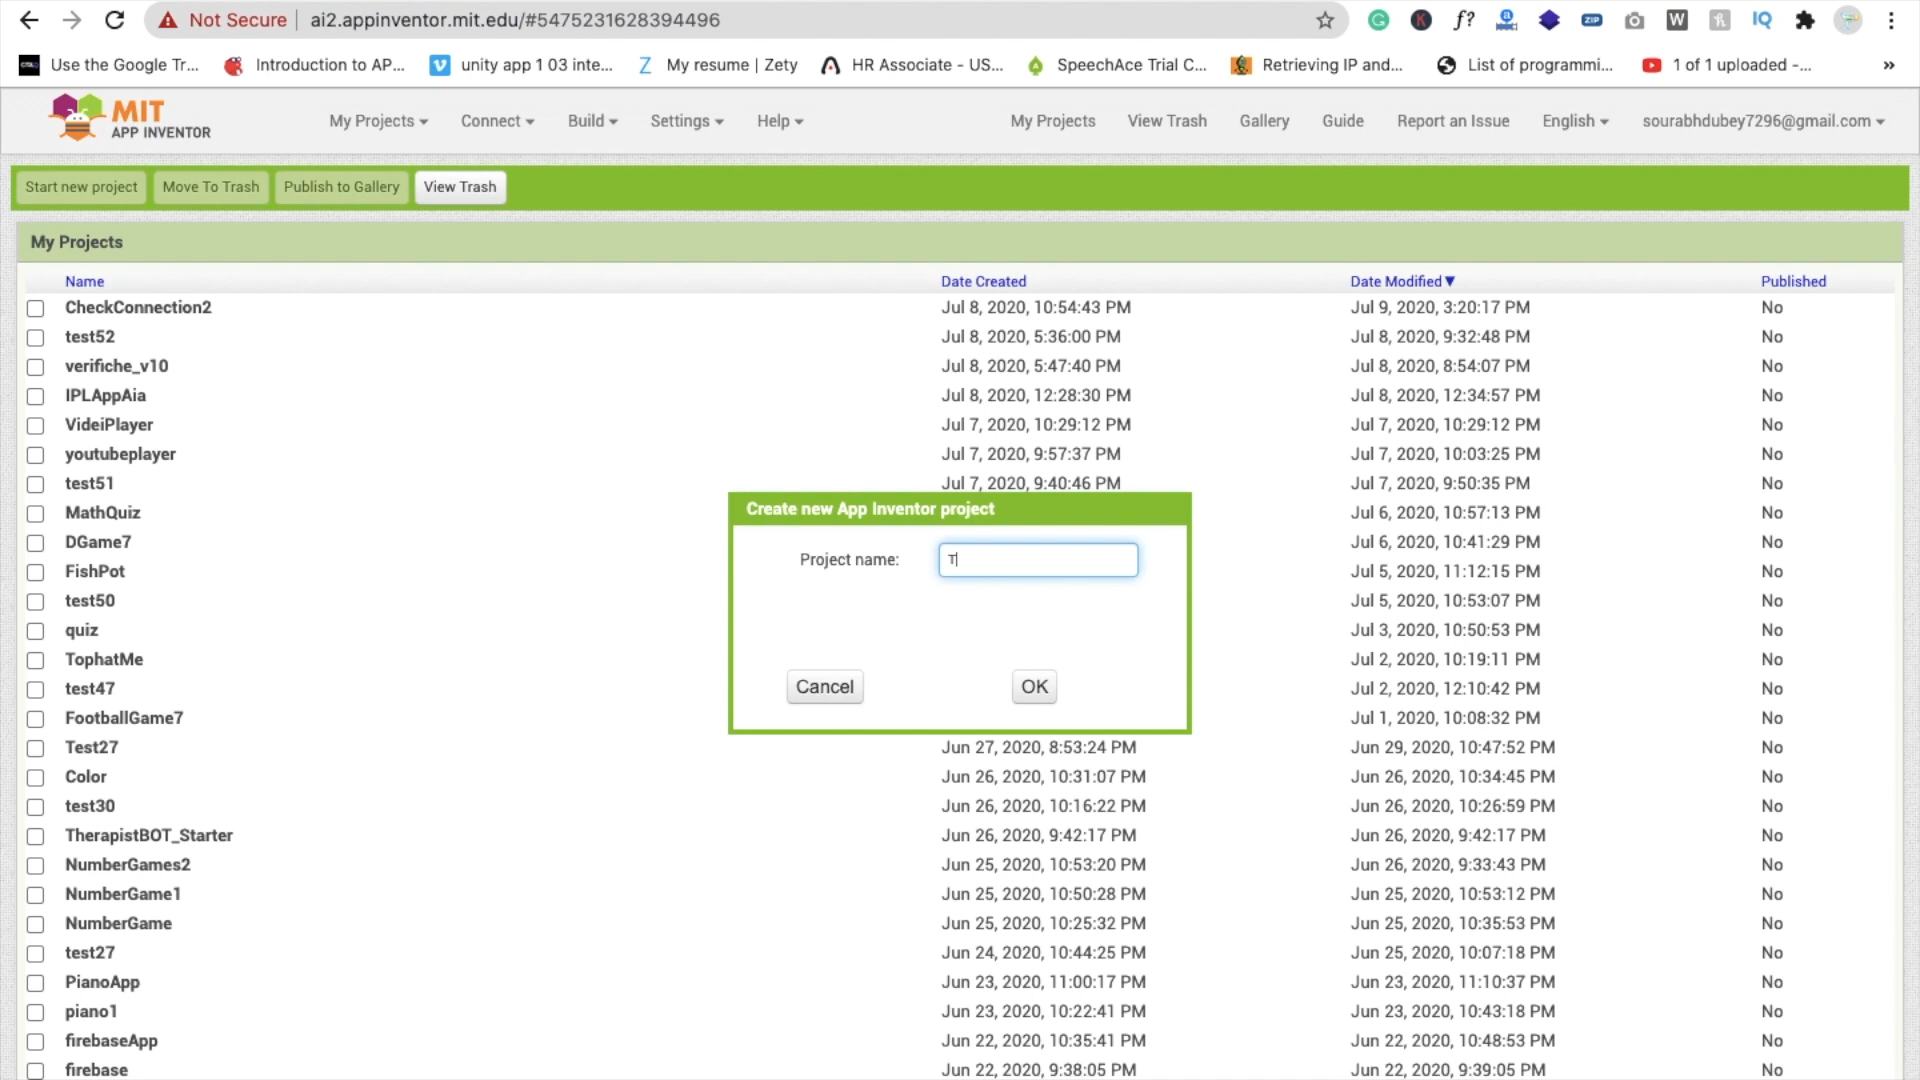 Not Secure | ai2.appinventor.mit.edu/#5475231628394496
Use the Google Tr... Introduction to AP... unity app 1 03 inte... My resume | Zety HR Associate - US... SpeechAce Trial C... Retrieving IP and... List of programmi... 1 of 1 uploaded -... »
MIT
APP INVENTOR
My Projects Connect Build Settings Help My Projects View Trash Gallery Guide Report an Issue English sourabhdubey7296@gmail.com
Start new project Move To Trash Publish to Gallery View Trash
My Projects
Name Date Created Date Modified▼ Published
CheckConnection2 Jul 8, 2020, 10:54:43 PM Jul 9, 2020, 3:20:17 PM No
test52 Jul 8, 2020, 5:36:00 PM Jul 8, 2020, 9:32:48 PM No
verifiche_v10 Jul 8, 2020, 5:47:40 PM Jul 8, 2020, 8:54:07 PM No
IPLAppAia Jul 8, 2020, 12:28:30 PM Jul 8, 2020, 12:34:57 PM No
VideiPlayer Jul 7, 2020, 10:29:12 PM Jul 7, 2020, 10:29:12 PM No
youtubeplayer Jul 7, 2020, 9:57:37 PM Jul 7, 2020, 10:03:25 PM No
test51 Jul 7, 2020, 9:40:46 PM Jul 7, 2020, 9:50:35 PM No
MathQuiz Jul 6, 2020, 10:57:13 PM No
DGame7 Jul 6, 2020, 10:41:29 PM No
FishPot Jul 5, 2020, 11:12:15 PM No
test50 Jul 5, 2020, 10:53:07 PM No
quiz Jul 3, 2020, 10:50:53 PM No
TophatMe Jul 2, 2020, 10:19:11 PM No
test47 Jul 2, 2020, 12:10:42 PM No
FootballGame7 Jul 1, 2020, 10:08:32 PM No
Test27 Jun 27, 2020, 8:53:24 PM Jun 29, 2020, 10:47:52 PM No
Color Jun 26, 2020, 10:31:07 PM Jun 26, 2020, 10:34:45 PM No
test30 Jun 26, 2020, 10:16:22 PM Jun 26, 2020, 10:26:59 PM No
TherapistBOT_Starter Jun 26, 2020, 9:42:17 PM Jun 26, 2020, 9:42:17 PM No
NumberGames2 Jun 25, 2020, 10:53:20 PM Jun 26, 2020, 9:33:43 PM No
NumberGame1 Jun 25, 2020, 10:50:28 PM Jun 25, 2020, 10:53:12 PM No
NumberGame Jun 25, 2020, 10:25:32 PM Jun 25, 2020, 10:35:53 PM No
test27 Jun 24, 2020, 10:44:25 PM Jun 25, 2020, 10:07:18 PM No
PianoApp Jun 23, 2020, 11:00:17 PM Jun 23, 2020, 11:10:37 PM No
piano1 Jun 23, 2020, 10:22:41 PM Jun 23, 2020, 10:43:18 PM No
firebaseApp Jun 22, 2020, 10:35:41 PM Jun 22, 2020, 10:48:53 PM No
firebase Jun 22, 2020, 9:38:05 PM Jun 22, 2020, 9:39:05 PM No
Create new App Inventor project
Project name: T
Cancel OK